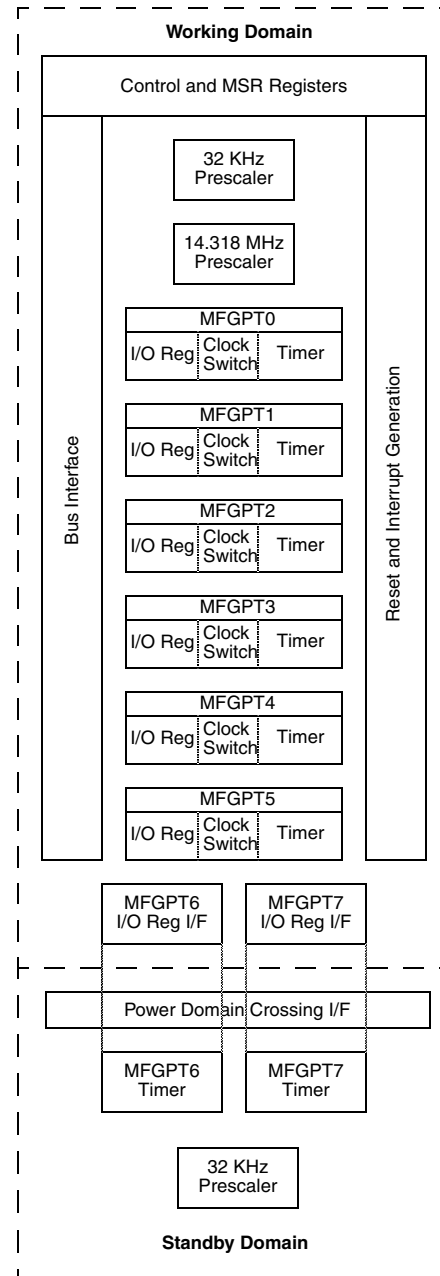 Working Domain
Control and MSR Registers
Bus Interface
32 KHz
Prescaler
14.318 MHz
Prescaler
MFGPT0
I/O Reg
Clock
Switch
Timer
MFGPT1
I/O Reg
Clock
Switch
Timer
MFGPT2
I/O Reg
Clock
Switch
Timer
MFGPT3
I/O Reg
Clock
Switch
Timer
MFGPT4
I/O Reg
Clock
Switch
Timer
MFGPT5
I/O Reg
Clock
Switch
Timer
Reset and Interrupt Generation
MFGPT6
I/O Reg I/F
MFGPT7
I/O Reg I/F
Power Domain Crossing I/F
MFGPT6
Timer
MFGPT7
Timer
32 KHz
Prescaler
Standby Domain